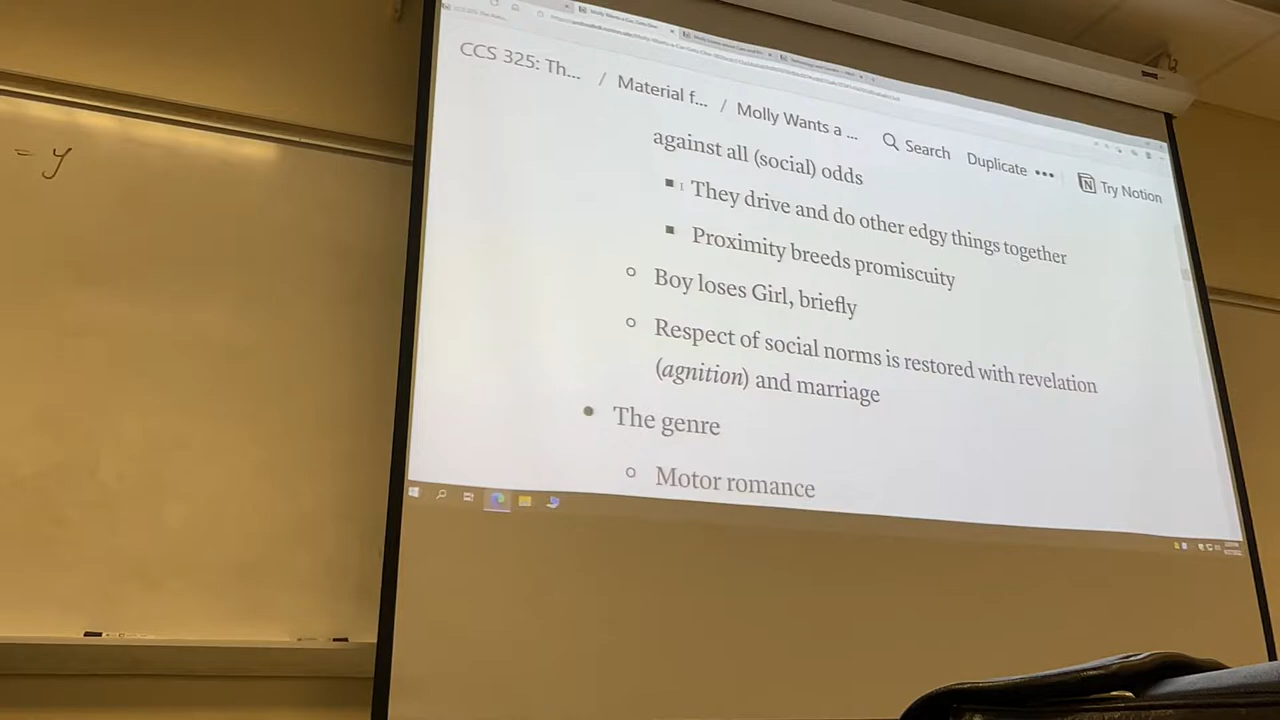 = y
CCS 325: Th... / Material f... / Molly Wants a ... Search Duplicate ••• Try Notion
against all (social) odds
They drive and do other edgy things together
Proximity breeds promiscuity
Boy loses Girl, briefly
Respect of social norms is restored with revelation
(agnition) and marriage
The genre
Motor romance